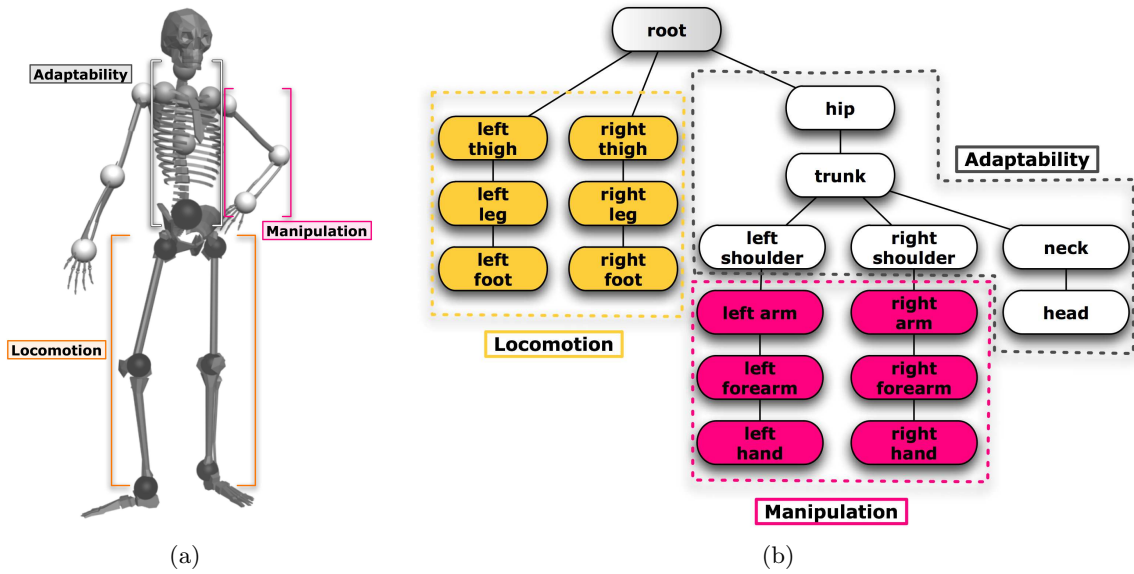 Adaptability
Manipulation
Locomotion
(a)
root
hip
left
thigh
right
thigh
Adaptability
trunk
left
leg
right
leg
left
shoulder
right
shoulder
neck
left
foot
right
foot
left arm
right
arm
head
Locomotion
left
forearm
right
forearm
left
hand
right
hand
Manipulation
(b)